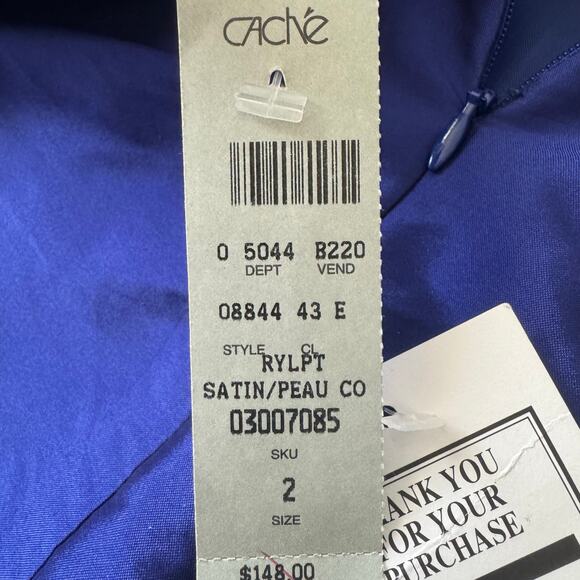 CACHÉ
0 5044 B220
DEPT VEND
08844 43 E
STYLE CL
RYLPT
SATIN/PEAU CO
03007085
SKU
2
SIZE
$148.00
ANK YOU
FOR YOUR
PURCHASE